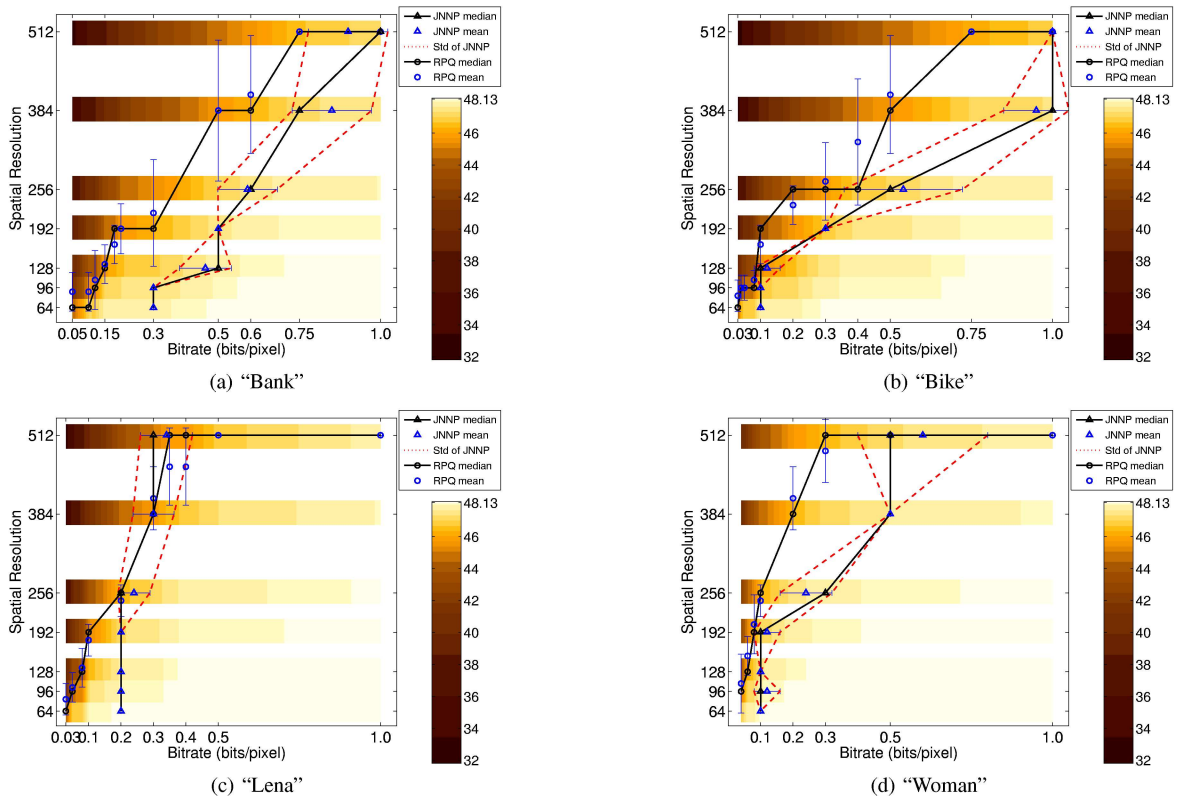 JNNP median
JNNP mean
Std of JNNP
RPQ median
RPQ mean
Spatial Resolution
512
384
256
192
128
96
64
0.05
0.1
0.15
0.3
0.5
0.6
0.75
1.0
Bitrate (bits/pixel)
48.13
46
44
42
40
38
36
34
32
(a) “Bank”
JNNP median
JNNP mean
Std of JNNP
RPQ median
RPQ mean
Spatial Resolution
512
384
256
192
128
96
64
0.03
0.1
0.2
0.3
0.4
0.5
0.75
1.0
Bitrate (bits/pixel)
48.13
46
44
42
40
38
36
34
32
(b) “Bike”
JNNP median
JNNP mean
Std of JNNP
RPQ median
RPQ mean
Spatial Resolution
512
384
256
192
128
96
64
0.03
0.1
0.2
0.3
0.5
1.0
Bitrate (bits/pixel)
48.13
46
44
42
40
38
36
34
32
(c) “Lena”
JNNP median
JNNP mean
Std of JNNP
RPQ median
RPQ mean
Spatial Resolution
512
384
256
192
128
96
64
0.1
0.2
0.3
0.5
1.0
Bitrate (bits/pixel)
48.13
46
44
42
40
38
36
34
32
(d) “Woman”